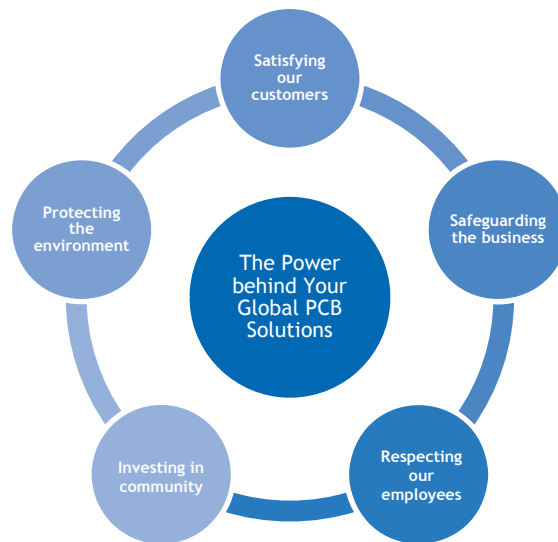 Satisfying
our
customers
Safeguarding
the business
Respecting
our
employees
Investing in
community
Protecting
the
environment
The Power
behind Your
Global PCB
Solutions